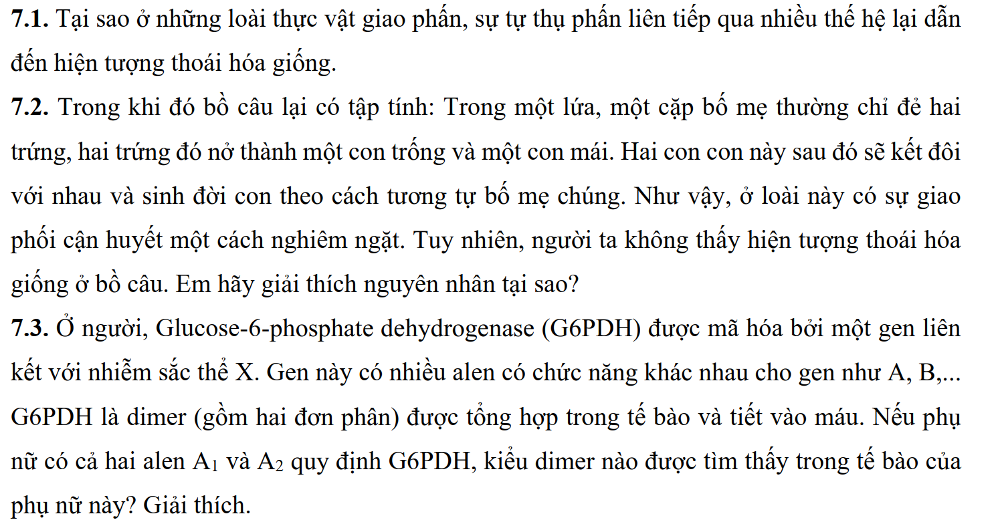 7.1. Tại sao ở những loài thực vật giao phấn, sự tự thụ phấn liên tiếp qua nhiều thế hệ lại dẫn
đến hiện tượng thoái hóa giống.
7.2. Trong khi đó bồ câu lại có tập tính: Trong một lứa, một cặp bố mẹ thường chỉ đẻ hai
trứng, hai trứng đó nở thành một con trống và một con mái. Hai con con này sau đó sẽ kết đôi
với nhau và sinh đời con theo cách tương tự bố mẹ chúng. Như vậy, ở loài này có sự giao
phối cận huyết một cách nghiêm ngặt. Tuy nhiên, người ta không thấy hiện tượng thoái hóa
giống ở bồ câu. Em hãy giải thích nguyên nhân tại sao?
7.3. Ở người, Glucose-6-phosphate dehydrogenase (G6PDH) được mã hóa bởi một gen liên
kết với nhiễm sắc thể X. Gen này có nhiều alen có chức năng khác nhau cho gen như A, B,...
G6PDH là dimer (gồm hai đơn phân) được tổng hợp trong tế bào và tiết vào máu. Nếu phụ
nữ có cả hai alen A₁ và A₂ quy định G6PDH, kiểu dimer nào được tìm thấy trong tế bào của
phụ nữ này? Giải thích.